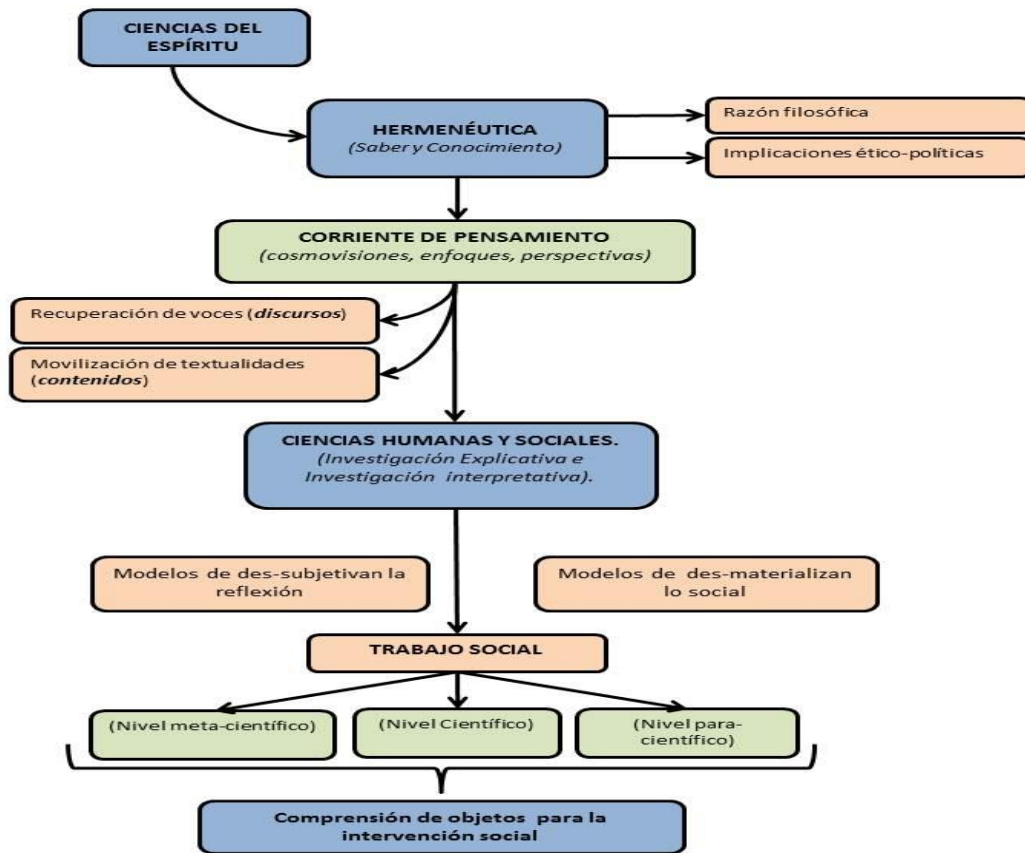 CIENCIAS DEL
ESPÍRITU
HERMENÉUTICA
(Saber y Conocimiento)
Razón filosófica
Implicaciones ético-políticas
CORRIENTE DE PENSAMIENTO
(cosmovisiones, enfoques, perspectivas)
Recuperación de voces (discursos)
Movilización de textualidades
(contenidos)
CIENCIAS HUMANAS Y SOCIALES.
(Investigación Explicativa e
Investigación interpretativa).
Modelos de des-subjetivan la
reflexión
Modelos de des-materializan
lo social
TRABAJO SOCIAL
(Nivel meta-científico)
(Nivel Científico)
(Nivel para-
científico)
Comprensión de objetos para la
intervención social